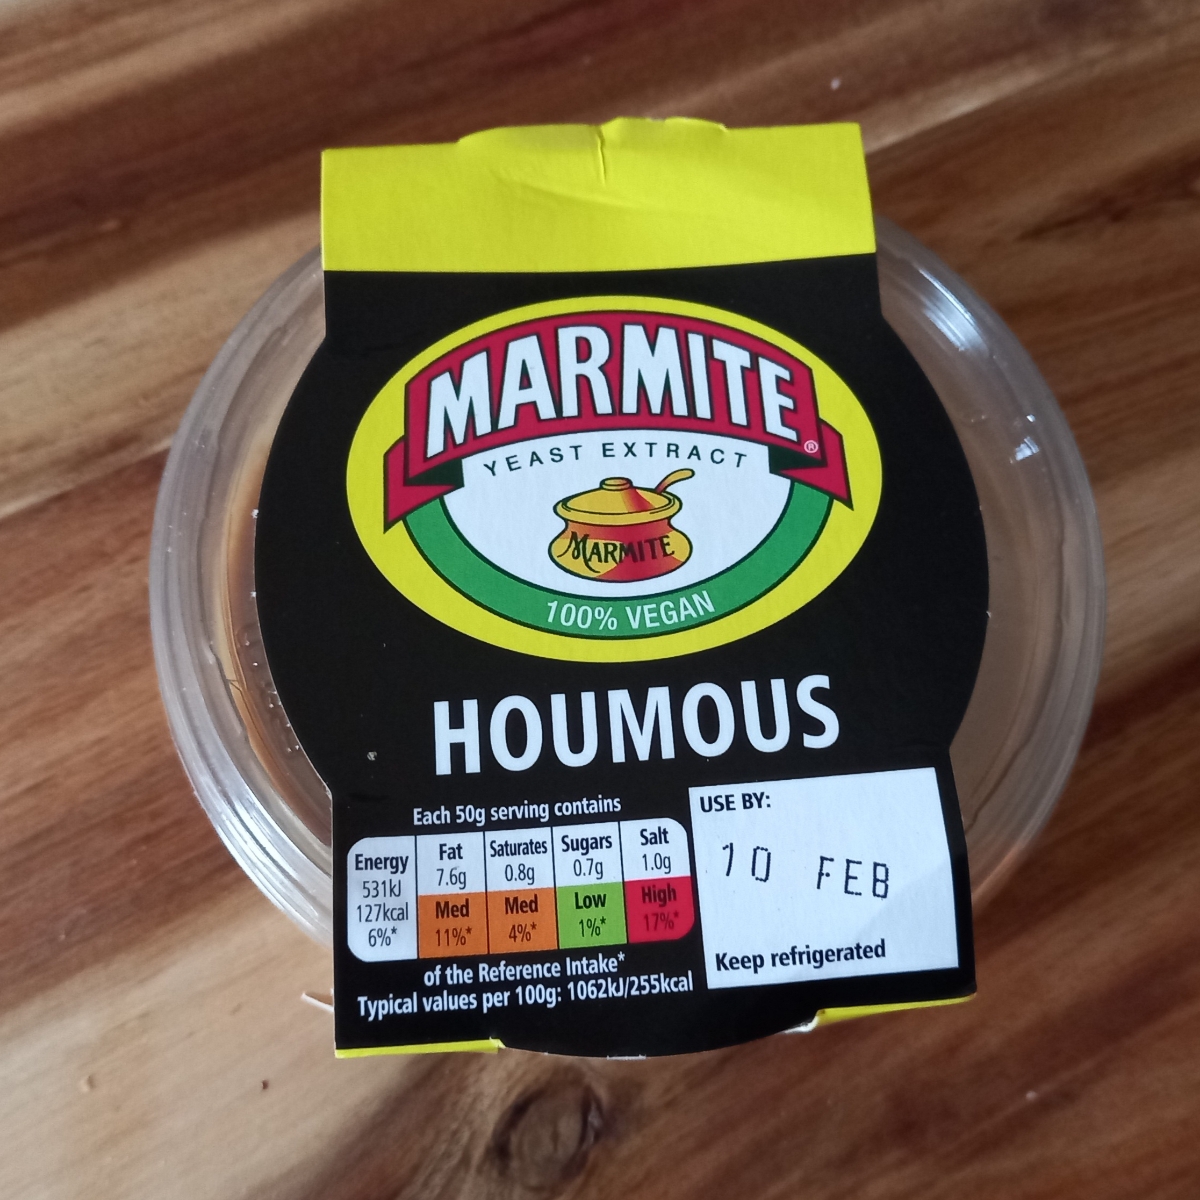 MARMITE®
YEAST EXTRACT
MARMITE
100% VEGAN
HOUMOUS
Each 50g serving contains
Energy
531kJ
127kcal
6%*
Fat
7.6g
Med
11%*
Saturates
0.8g
Med
4%*
Sugars
0.7g
Low
1%*
Salt
1.0g
High
17%*
of the Reference Intake*
Typical values per 100g: 1062kJ/255kcal
USE BY:
10 FEB
Keep refrigerated